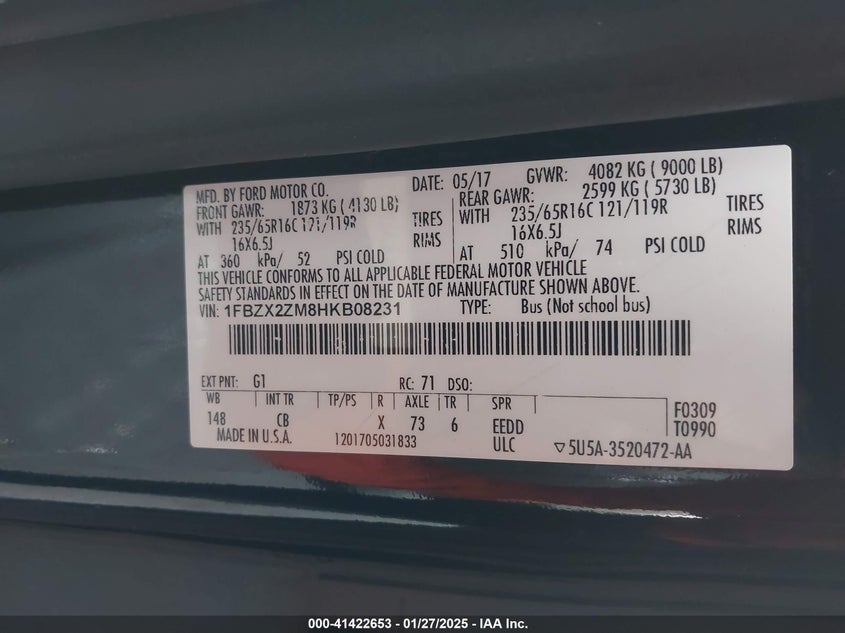 MFD. BY FORD MOTOR CO. DATE: 05/17 GVWR: 4082 KG ( 9000 LB)
FRONT GAWR: 1873 KG ( 4130 LB) REAR GAWR: 2599 KG ( 5730 LB)
WITH 235/65R16C 121/119R TIRES WITH 235/65R16C 121/119R TIRES
16X6.5J RIMS 16X6.5J RIMS
AT 360 kPa/ 52 PSI COLD AT 510 kPa/ 74 PSI COLD
THIS VEHICLE CONFORMS TO ALL APPLICABLE FEDERAL MOTOR VEHICLE
SAFETY STANDARDS IN EFFECT ON THE DATE OF MANUFACTURE SHOWN ABOVE.
VIN: 1FBZX2ZM8HKB08231 TYPE: Bus (Not school bus)
EXT PNT: G1 RC: 71 DSO:
WB INT TR TP/PS R AXLE TR SPR F0309
148 CB X 73 6 EEDD T0990
MADE IN U.S.A. 1201705031833 ULC 5U5A-3520472-AA
000-41422653 / 01/27/2025 - IAA Inc.